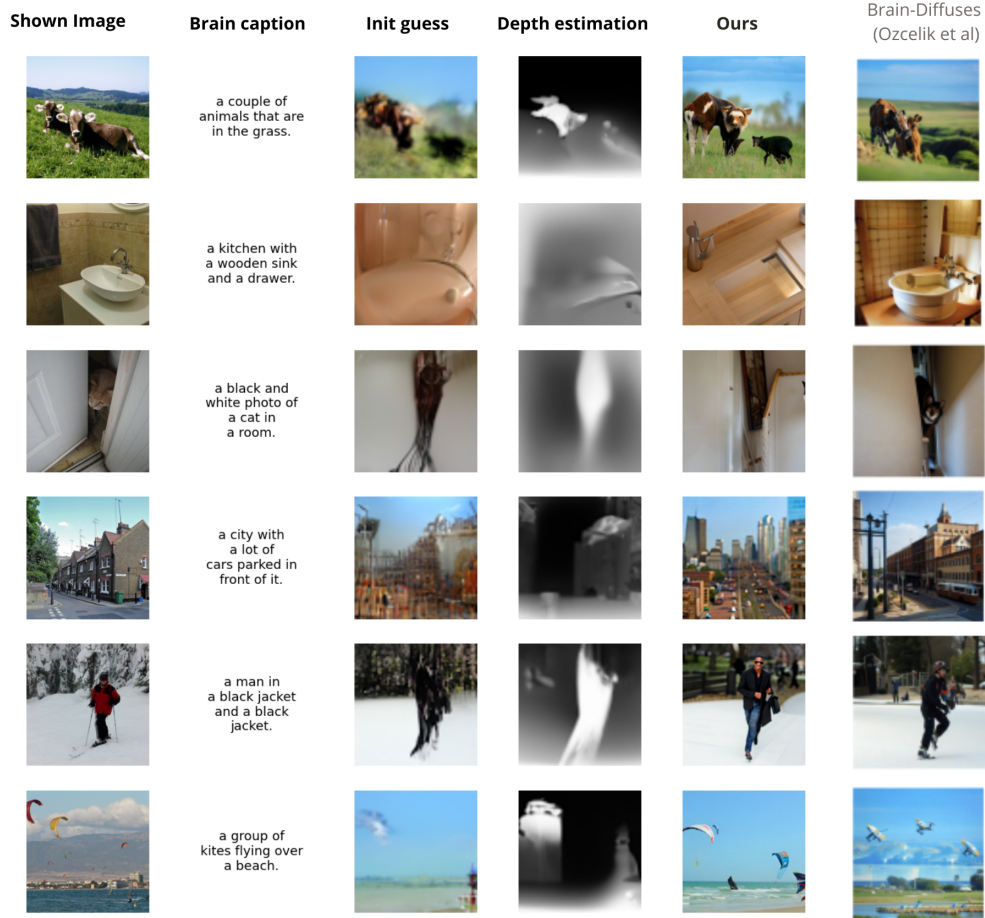 Shown Image
Brain caption
Init guess
Depth estimation
Ours
Brain-Diffuses
(Ozcelik et al)
a couple of
animals that are
in the grass.
a kitchen with
a wooden sink
and a drawer.
a black and
white photo of
a cat in
a room.
a city with
a lot of
cars parked in
front of it.
a man in
a black jacket
and a black
jacket.
a group of
kites flying over
a beach.